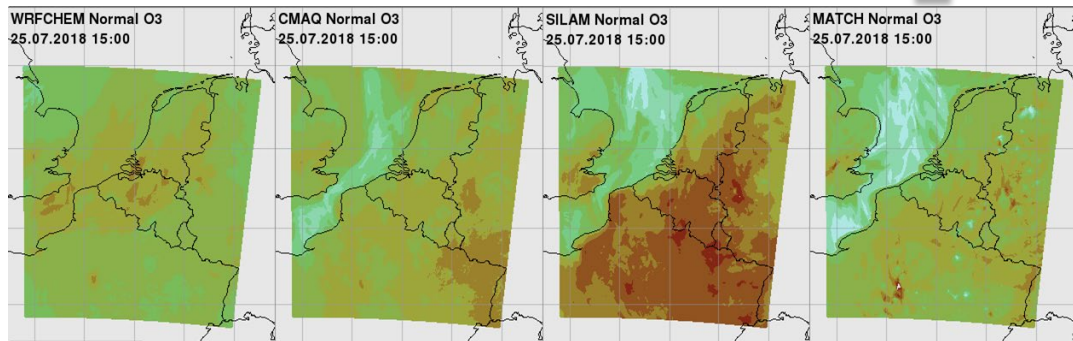 WRFCHEM Normal O3
25.07.2018 15:00
CMAQ Normal O3
25.07.2018 15:00
SILAM Normal O3
25.07.2018 15:00
MATCH Normal O3
25.07.2018 15:00